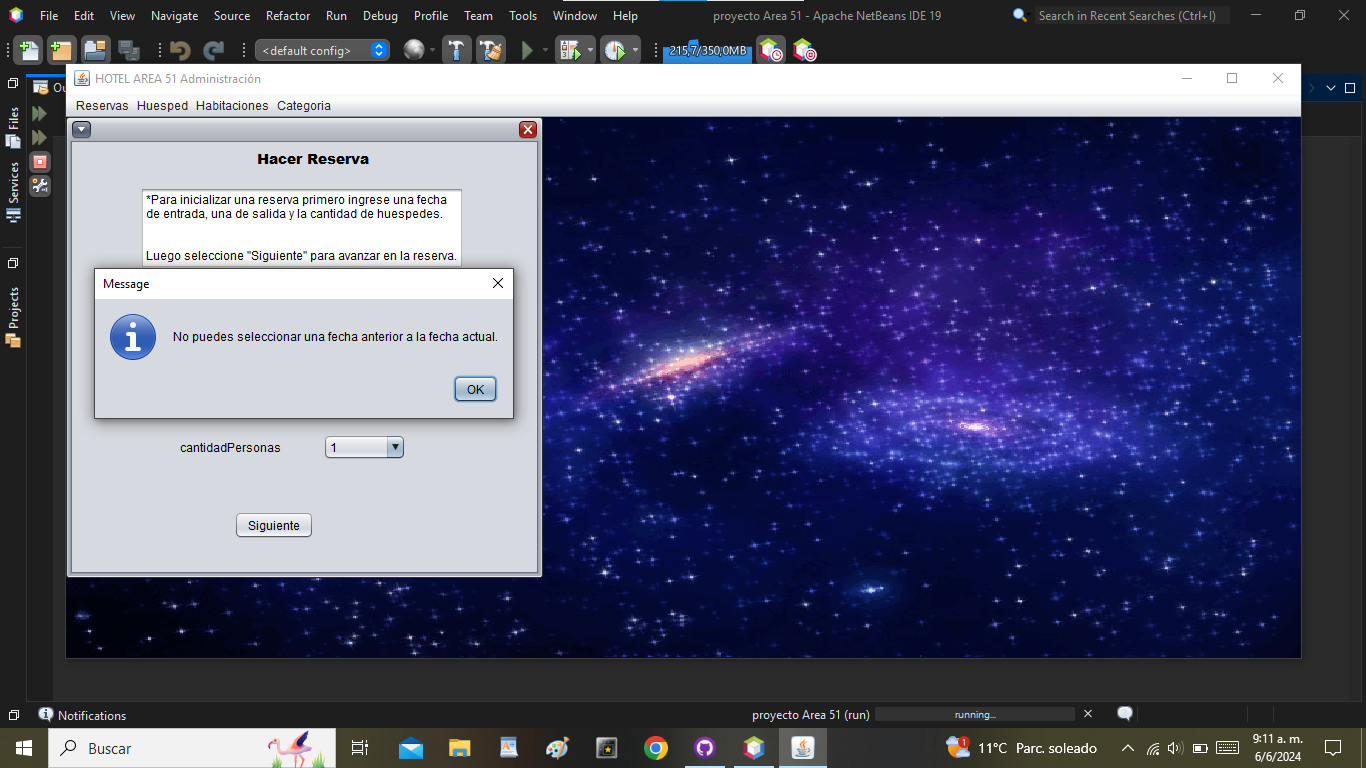 File Edit View Navigate Source Refactor Run Debug Profile Team Tools Window Help
proyecto Area 51 - Apache NetBeans IDE 19
Search in Recent Searches (Ctrl+I)
<default config>
215,7/350,0MB
HOTEL AREA 51 Administración
Reservas Huesped Habitaciones Categoria
Files
Services
Projects
Hacer Reserva
*Para inicializar una reserva primero ingrese una fecha
de entrada, una de salida y la cantidad de huespedes.
Luego seleccione "Siguiente" para avanzar en la reserva.
Message
No puedes seleccionar una fecha anterior a la fecha actual.
OK
cantidadPersonas
1
Siguiente
Notifications
proyecto Area 51 (run)
running...
Buscar
1
11°C Parc. soleado
9:11 a. m.
6/6/2024